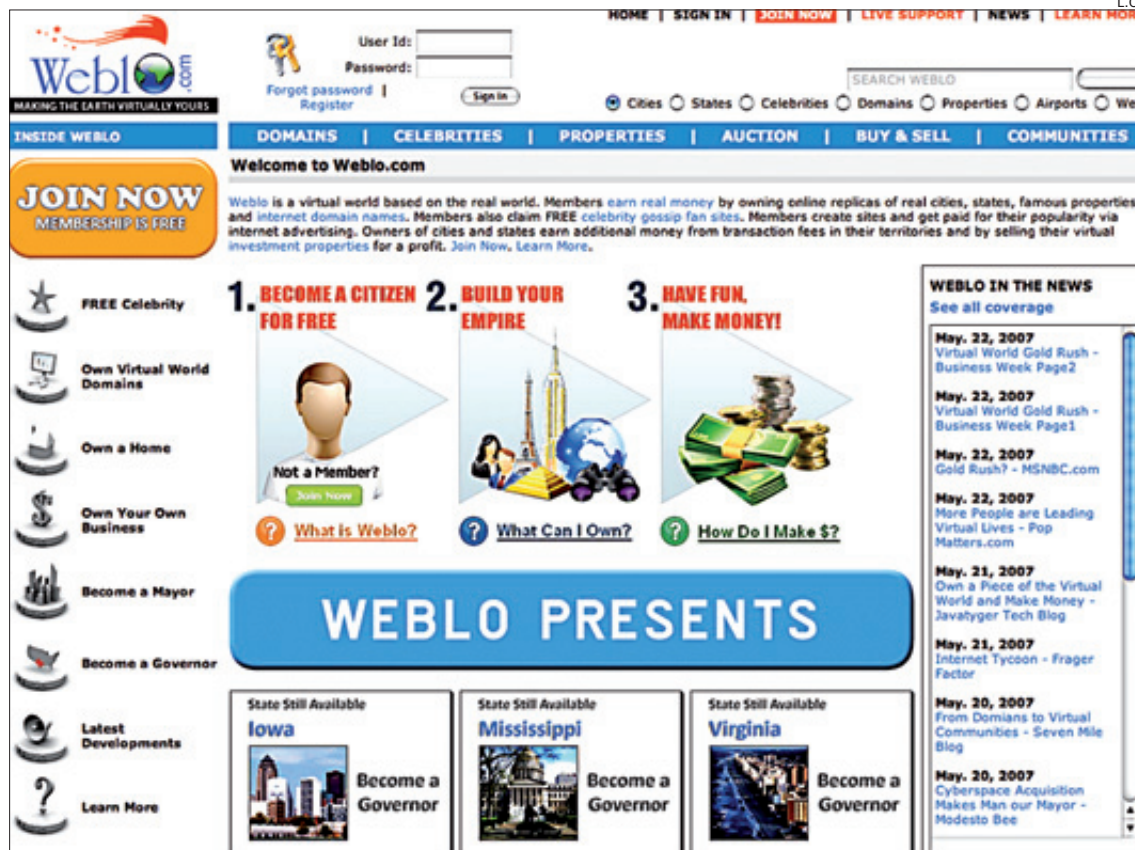 HOME | SIGN IN | JOIN NOW | LIVE SUPPORT | NEWS | LEARN MOR
Weblo.com
MAKING THE EARTH VIRTUALLY YOURS
User Id:
Password:
Forgot password |
Register
Sign In
SEARCH WEBLO
Cities States Celebrities Domains Properties Airports We
INSIDE WEBLO
DOMAINS | CELEBRITIES | PROPERTIES | AUCTION | BUY & SELL | COMMUNITIES
JOIN NOW
MEMBERSHIP IS FREE
FREE Celebrity
Own Virtual World
Domains
Own a Home
Own Your Own
Business
Become a Mayor
Become a Governor
Latest
Developments
Learn More
Welcome to Weblo.com
Weblo is a virtual world based on the real world. Members earn real money by owning online replicas of real cities, states, famous properties
and internet domain names. Members also claim FREE celebrity gossip fan sites. Members create sites and get paid for their popularity via
internet advertising. Owners of cities and states earn additional money from transaction fees in their territories and by selling their virtual
investment properties for a profit. Join Now. Learn More.
1. BECOME A CITIZEN
FOR FREE
Not a Member?
Join Now
What is Weblo?
2. BUILD YOUR
EMPIRE
What Can I Own?
3. HAVE FUN,
MAKE MONEY!
How Do I Make $?
WEBLO PRESENTS
State Still Available
Iowa
Become a
Governor
State Still Available
Mississippi
Become a
Governor
State Still Available
Virginia
Become a
Governor
WEBLO IN THE NEWS
See all coverage
May. 22, 2007
Virtual World Gold Rush -
Business Week Page2
May. 22, 2007
Virtual World Gold Rush -
Business Week Page1
May. 22, 2007
Gold Rush? - MSNBC.com
May. 22, 2007
More People are Leading
Virtual Lives - Pop
Matters.com
May. 21, 2007
Own a Piece of the Virtual
World and Make Money -
Javatyger Tech Blog
May. 21, 2007
Internet Tycoon - Frager
Factor
May. 20, 2007
From Domians to Virtual
Communities - Seven Mile
Blog
May. 20, 2007
Cyberspace Acquisition
Makes Man our Mayor -
Modesto Bee